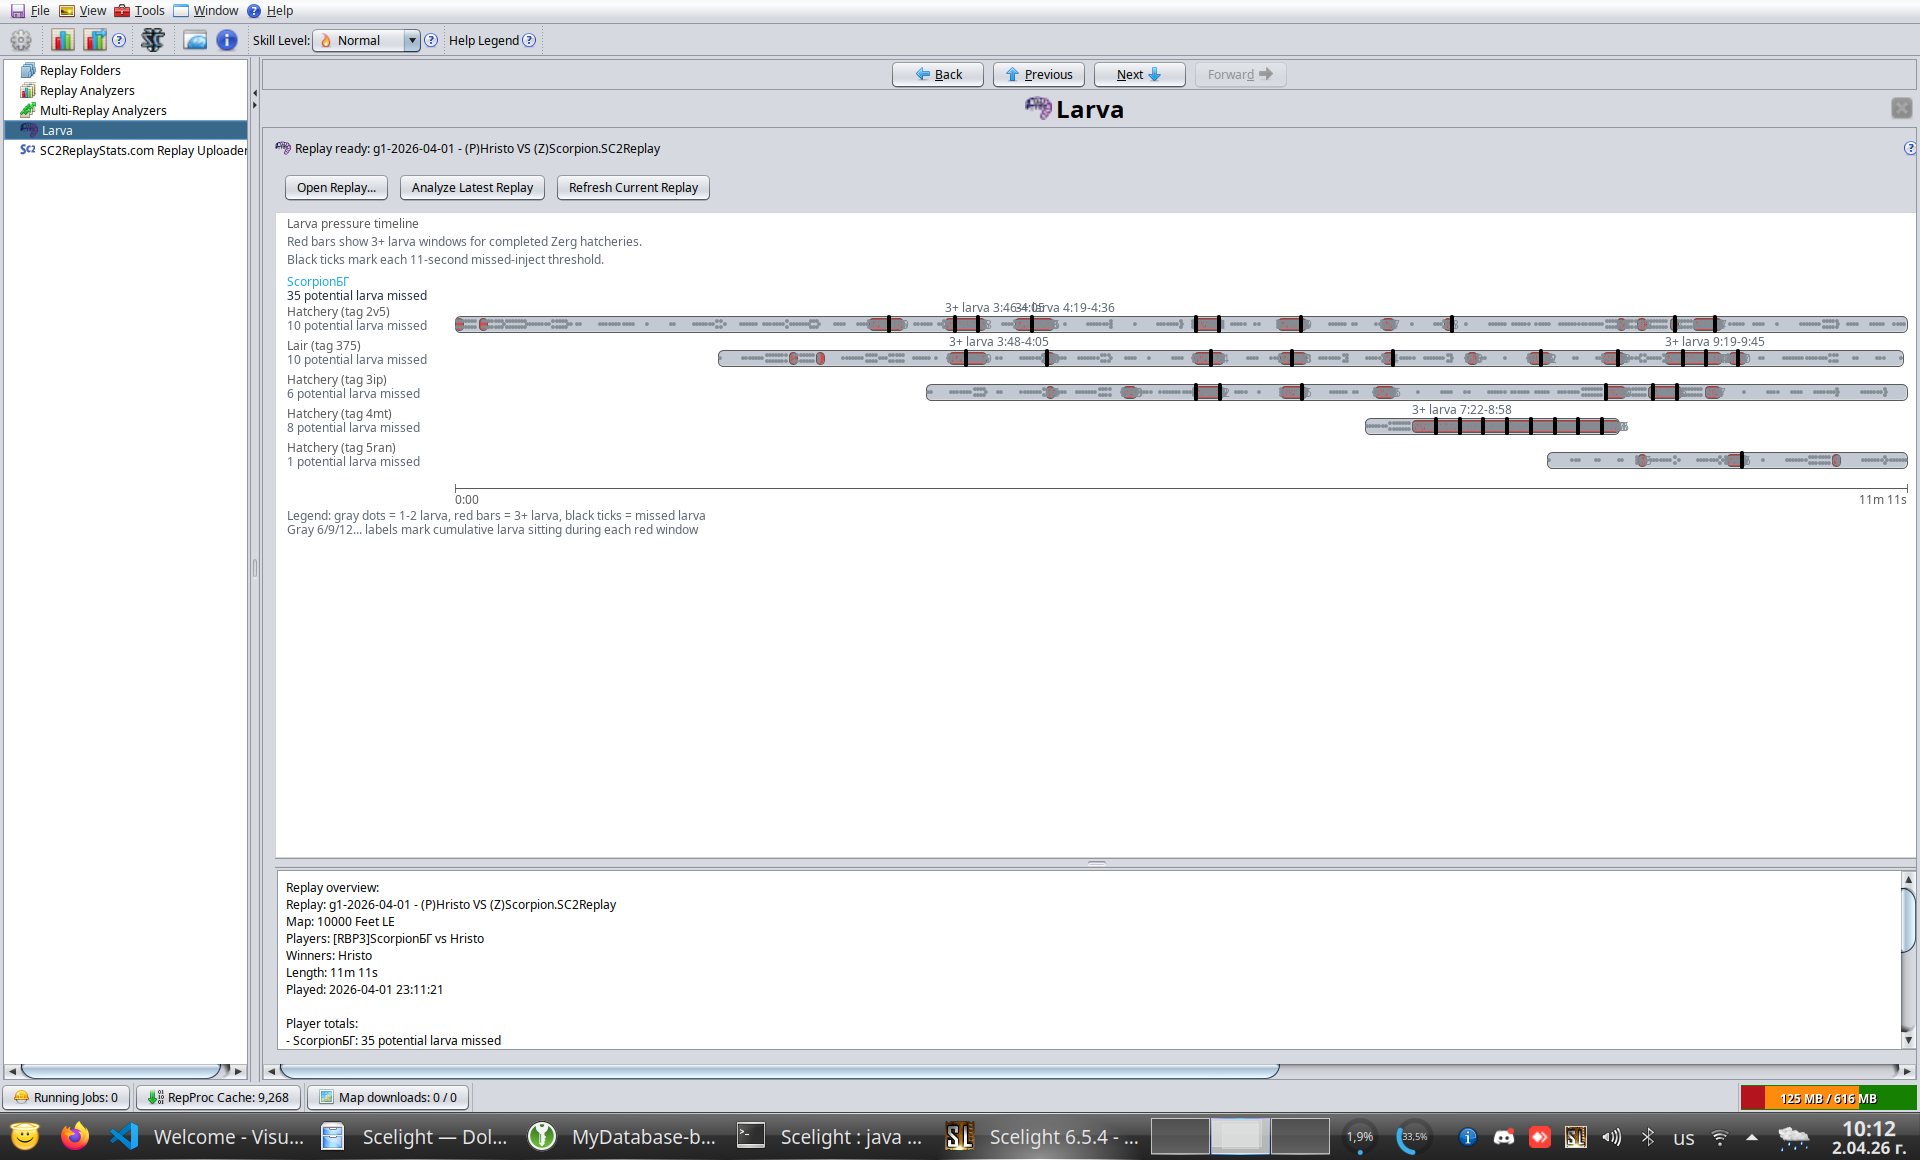 File View Tools Window Help
Skill Level: Normal Help Legend
Replay Folders
Replay Analyzers
Multi-Replay Analyzers
Larva
SC2ReplayStats.com Replay Uploader
Back Previous Next Forward
Larva
Replay ready: g1-2026-04-01 - (P)Hristo VS (Z)Scorpion.SC2Replay
Open Replay... Analyze Latest Replay Refresh Current Replay
Larva pressure timeline
Red bars show 3+ larva windows for completed Zerg hatcheries.
Black ticks mark each 11-second missed-inject threshold.
ScorpionБГ
35 potential larva missed
3+ larva 3:46-4:05 3+ larva 4:19-4:36
Hatchery (tag 2v5)
10 potential larva missed
3+ larva 3:48-4:05 3+ larva 9:19-9:45
Lair (tag 375)
10 potential larva missed
Hatchery (tag 3ip)
6 potential larva missed
3+ larva 7:22-8:58
Hatchery (tag 4mt)
8 potential larva missed
Hatchery (tag 5ran)
1 potential larva missed
0:00 11m 11s
Legend: gray dots = 1-2 larva, red bars = 3+ larva, black ticks = missed larva
Gray 6/9/12... labels mark cumulative larva sitting during each red window
Replay overview:
Replay: g1-2026-04-01 - (P)Hristo VS (Z)Scorpion.SC2Replay
Map: 10000 Feet LE
Players: [RBP3]ScorpionБГ vs Hristo
Winners: Hristo
Length: 11m 11s
Played: 2026-04-01 23:11:21
Player totals:
- ScorpionБГ: 35 potential larva missed
Running Jobs: 0 RepProc Cache: 9,268 Map downloads: 0 / 0 125 MB / 616 MB
Welcome - Visu... Scelight — Dol... MyDatabase-b... Scelight : java ... Scelight 6.5.4 - ... 1,9% 33,5% us 10:12
2.04.26 г.